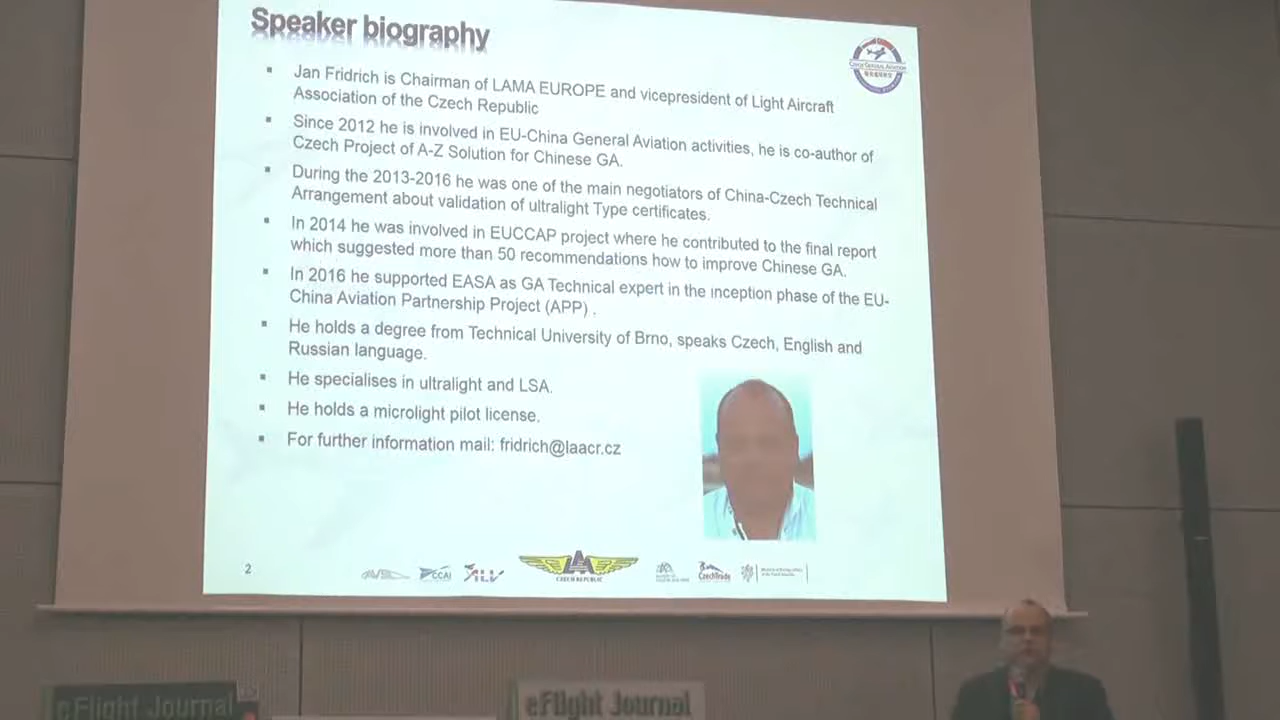 Speaker biography
CZECH GENERAL AVIATION
Jan Fridrich is Chairman of LAMA EUROPE and vicepresident of Light Aircraft
Association of the Czech Republic
Since 2012 he is involved in EU-China General Aviation activities, he is co-author of
Czech Project of A-Z Solution for Chinese GA.
During the 2013-2016 he was one of the main negotiators of China-Czech Technical
Arrangement about validation of ultralight Type certificates.
In 2014 he was involved in EUCCAP project where he contributed to the final report
which suggested more than 50 recommendations how to improve Chinese GA.
In 2016 he supported EASA as GA Technical expert in the inception phase of the EU-
China Aviation Partnership Project (APP) .
He holds a degree from Technical University of Brno, speaks Czech, English and
Russian language.
He specialises in ultralight and LSA.
He holds a microlight pilot license.
For further information mail: fridrich@laacr.cz
2
CCAI
ALV
LAA
CZECH REPUBLIC
CzechTrade
eFlight Journal
eFlight Journal